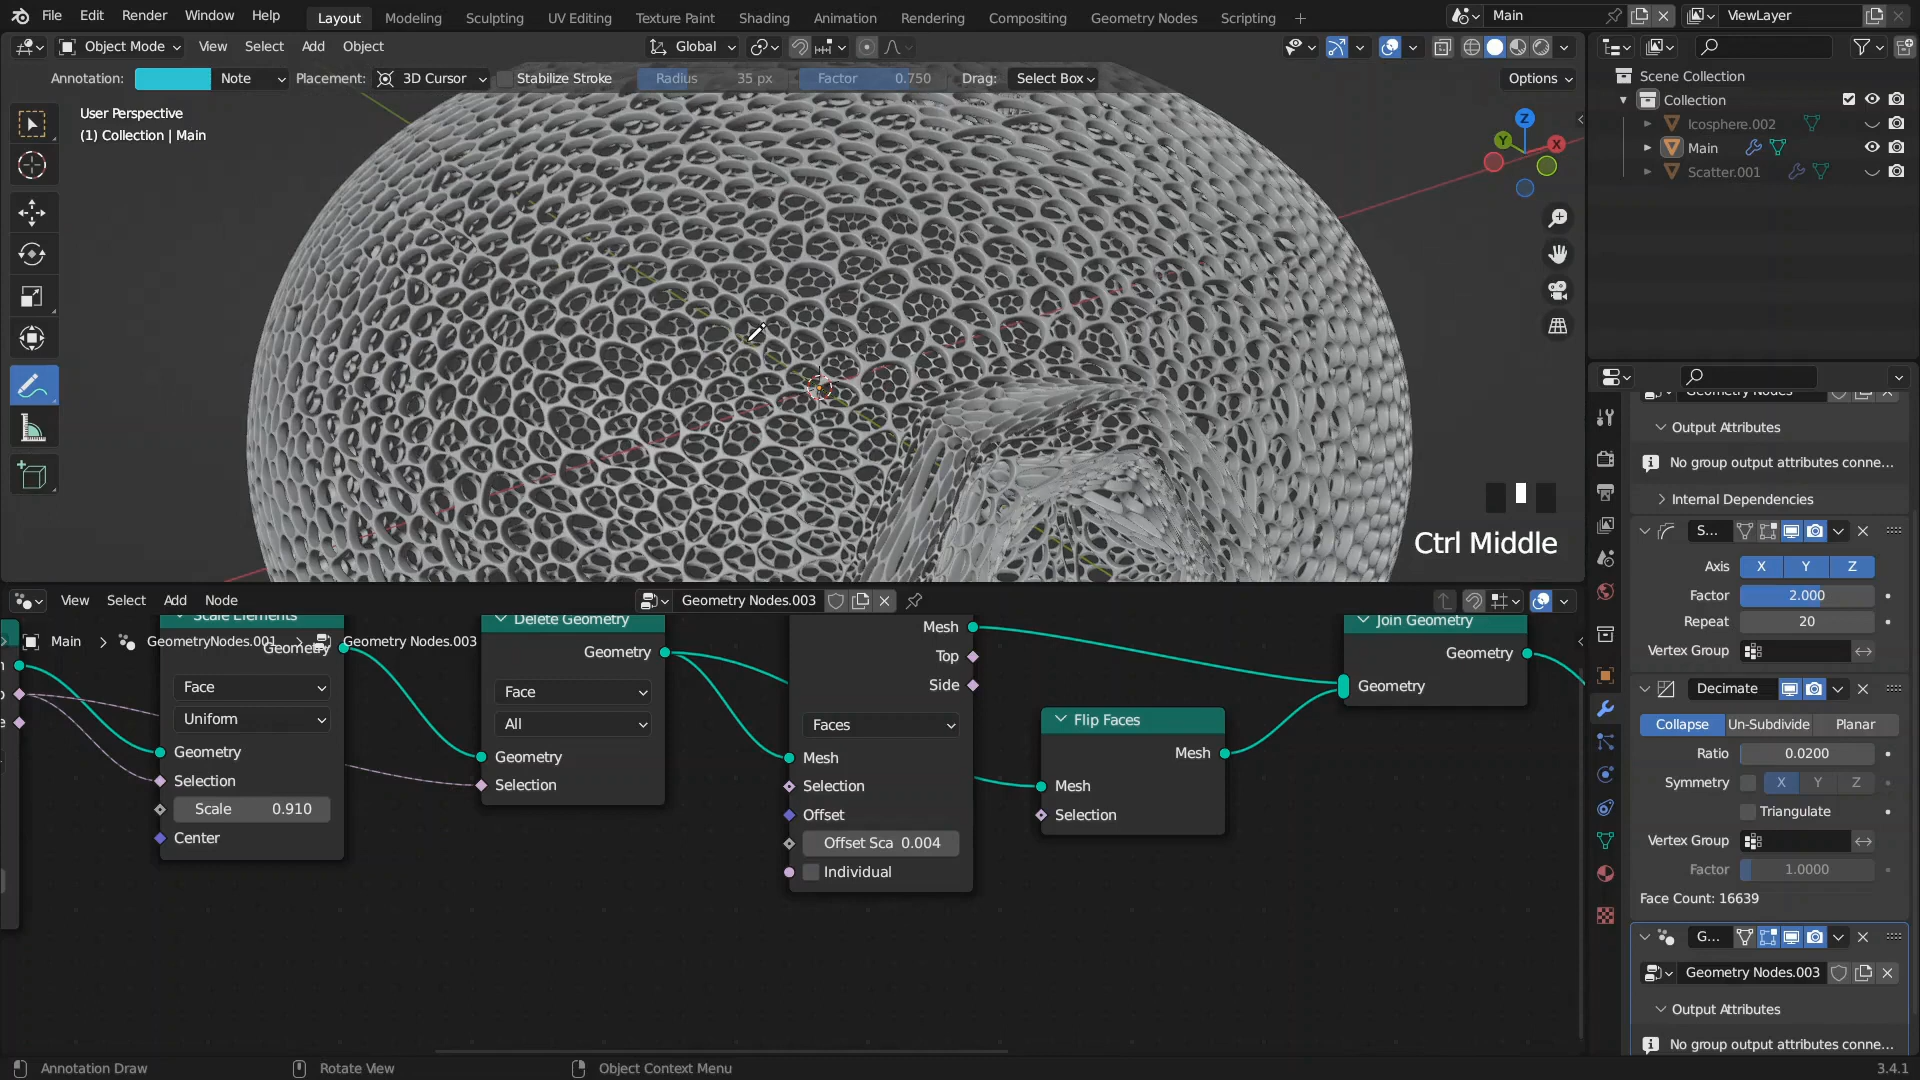 File Edit Render Window Help Layout Modeling Sculpting UV Editing Texture Paint Shading Animation Rendering Compositing Geometry Nodes Scripting + Main ViewLayer
Object Mode View Select Add Object Global
Annotation: Note Placement: 3D Cursor Stabilize Stroke Radius 35 px Factor 0.750 Drag: Select Box Options
User Perspective
(1) Collection | Main
Z
Y
X
Ctrl Middle
Scene Collection
Collection
Icosphere.002
Main
Scatter.001
Geometry Nodes
Output Attributes
No group output attributes conne...
Internal Dependencies
S...
Axis X Y Z
Factor 2.000
Repeat 20
Vertex Group
Decimate
Collapse Un-Subdivide Planar
Ratio 0.0200
Symmetry X Y Z
Triangulate
Vertex Group
Factor 1.0000
Face Count: 16639
G...
Geometry Nodes.003
Output Attributes
No group output attributes conne...
View Select Add Node Geometry Nodes.003
Main > GeometryNodes.001 > Geometry Nodes.003
Scale Elements
Geometry
Face
Uniform
Geometry
Selection
Scale 0.910
Center
Delete Geometry
Geometry
Face
All
Geometry
Selection
Mesh
Top
Side
Faces
Mesh
Selection
Offset
Offset Sca 0.004
Individual
Flip Faces
Mesh
Mesh
Selection
Join Geometry
Geometry
Geometry
Annotation Draw Rotate View Object Context Menu 3.4.1